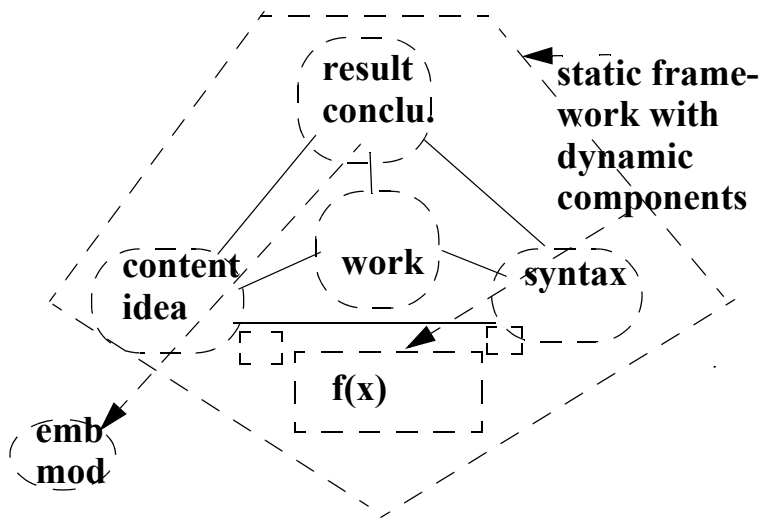 result
conclu.
static frame-
work with
dynamic
components
content
idea
work
syntax
f(x)
emb
mod